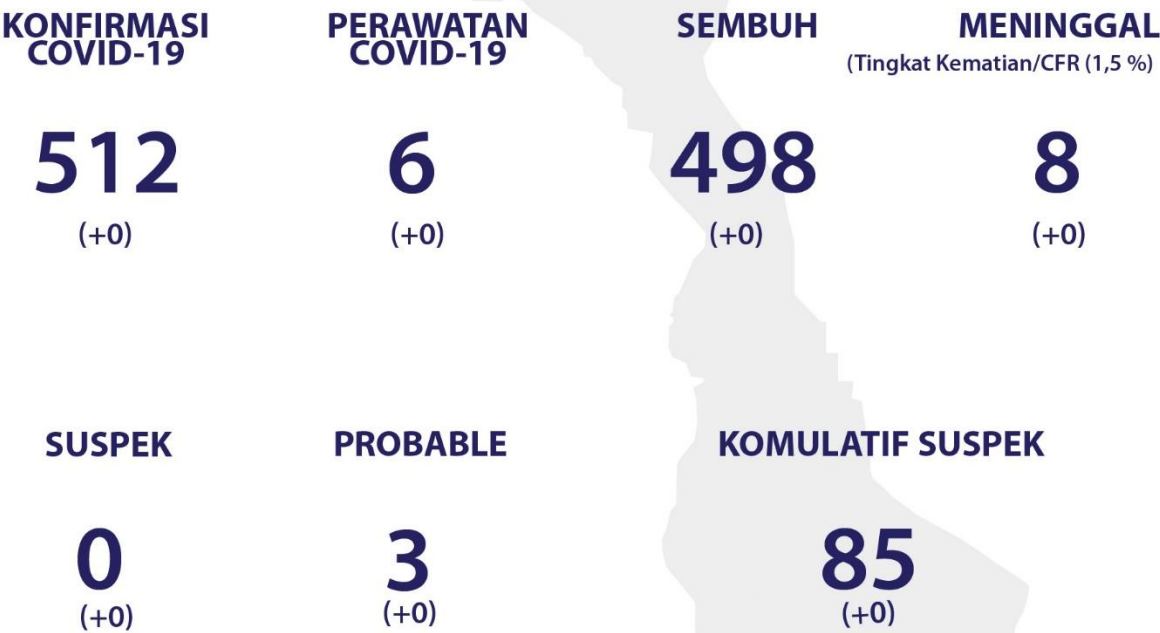 KONFIRMASI
COVID-19
PERAWATAN
COVID-19
SEMBUH
MENINGGAL
(Tingkat Kematian/CFR (1,5 %)
512
(+0)
6
(+0)
498
(+0)
8
(+0)
SUSPEK
PROBABLE
KOMULATIF SUSPEK
0
(+0)
3
(+0)
85
(+0)